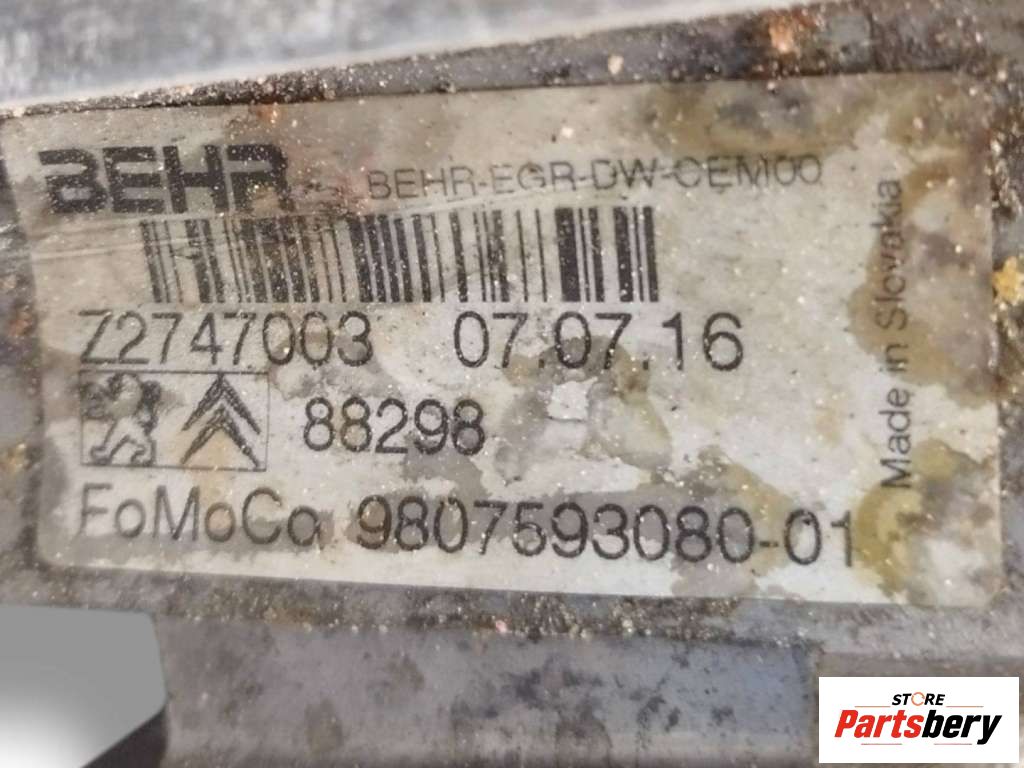 BEHR BEHR-EGR-DW-CEM00
Z2747003 07.07.16
88298
FoMoCo 9807593080-01
Made in Slovakia
STORE
Partsbery